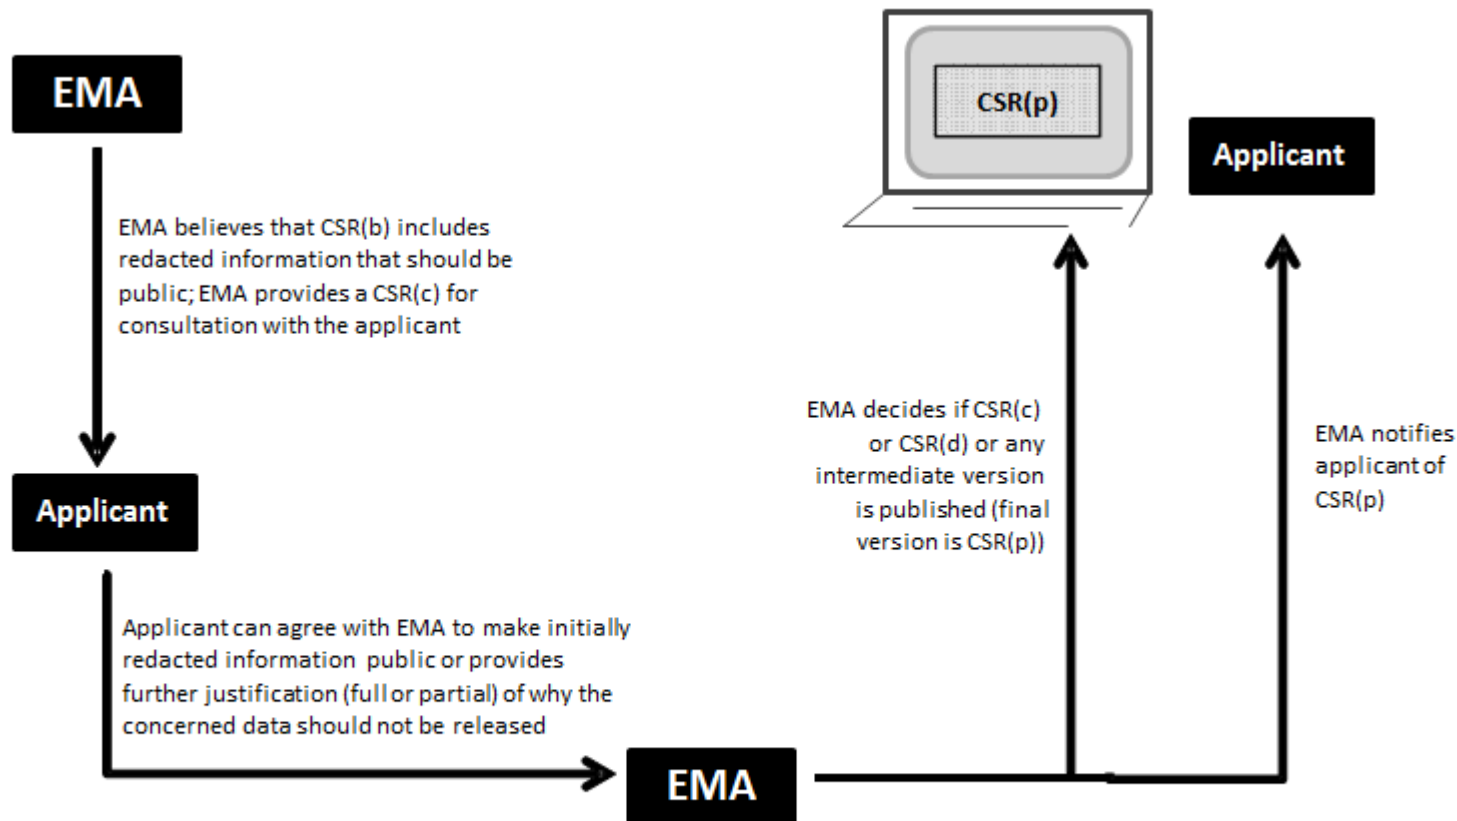 EMA
EMA believes that CSR(b) includes
redacted information that should be
public; EMA provides a CSR(c) for
consultation with the applicant
Applicant
Applicant can agree with EMA to make initially
redacted information public or provides
further justification (full or partial) of why the
concerned data should not be released
EMA
EMA decides if CSR(c)
or CSR(d) or any
intermediate version
is published (final
version is CSR(p))
CSR(p)
EMA notifies
applicant of
CSR(p)
Applicant